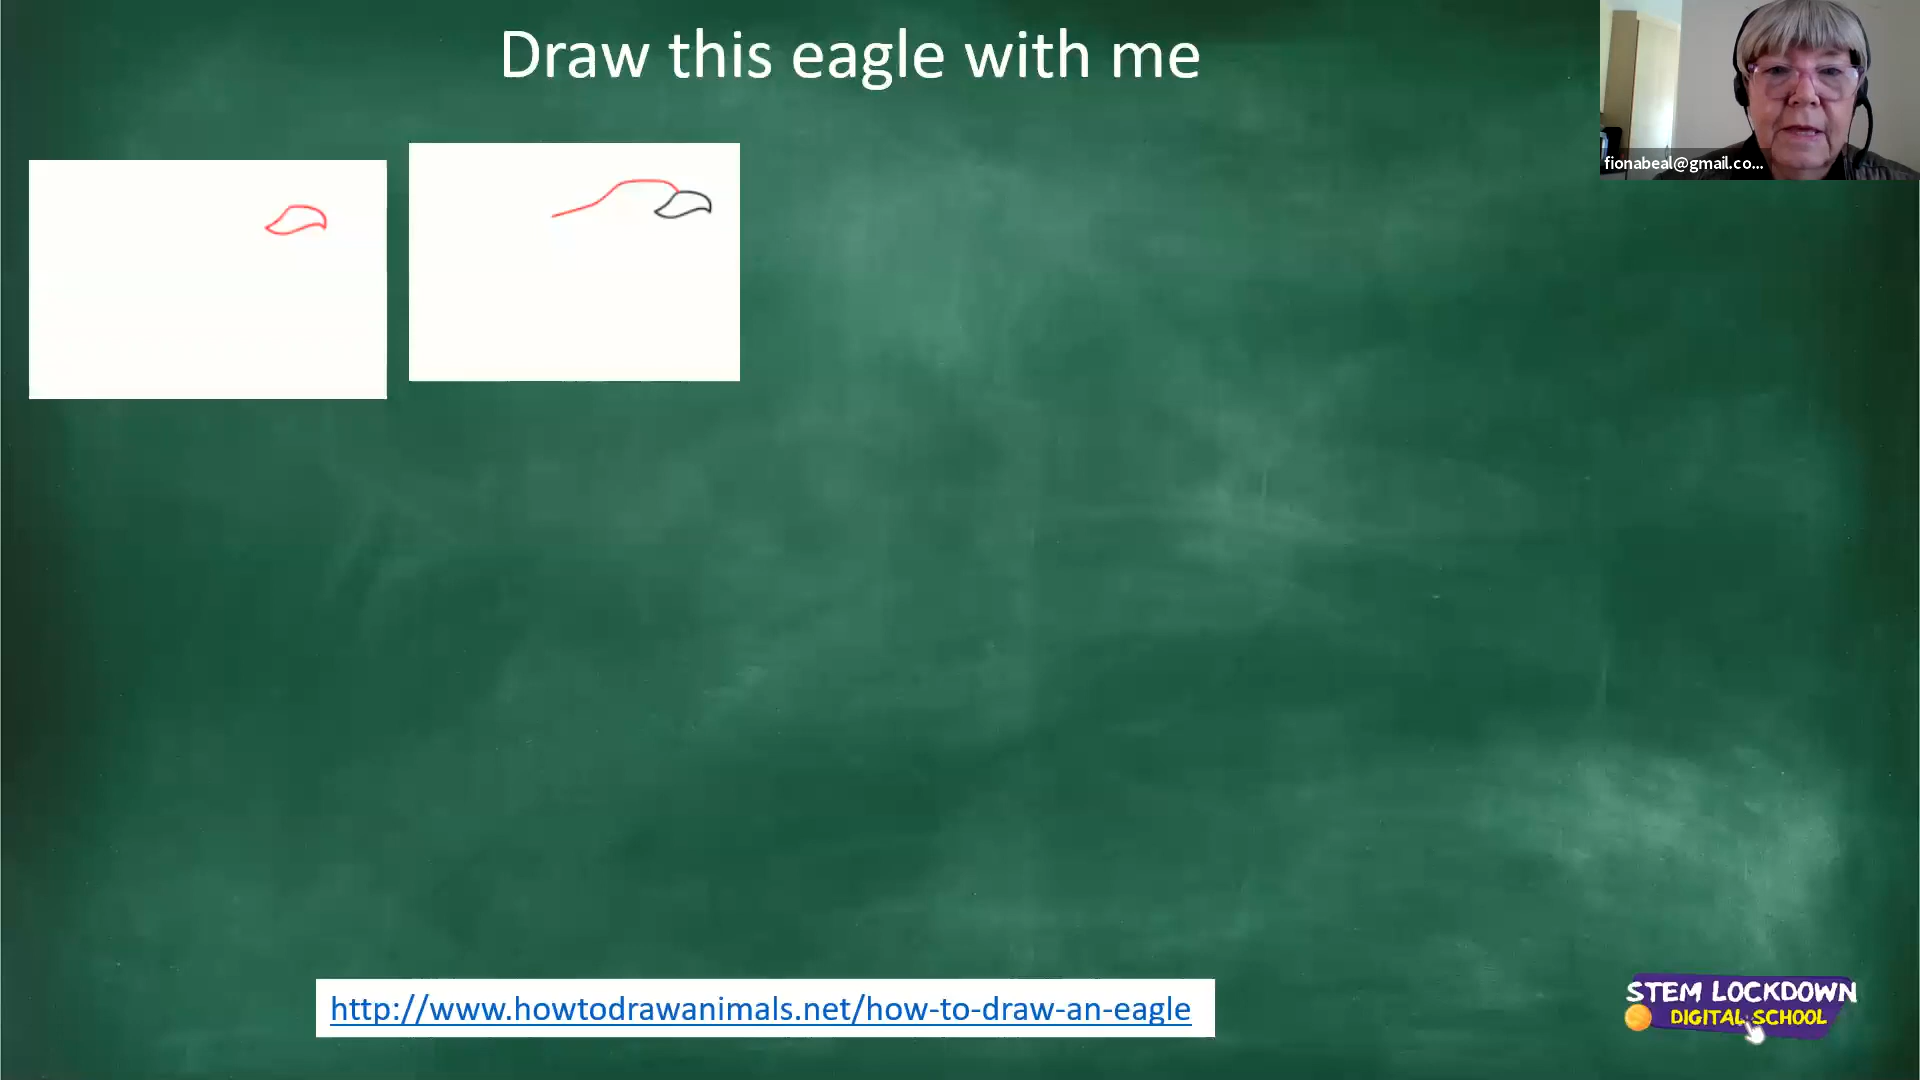 Draw this eagle with me
fionabeal@gmail.co...
http://www.howtodrawanimals.net/how-to-draw-an-eagle
STEM LOCKDOWN
DIGITAL SCHOOL